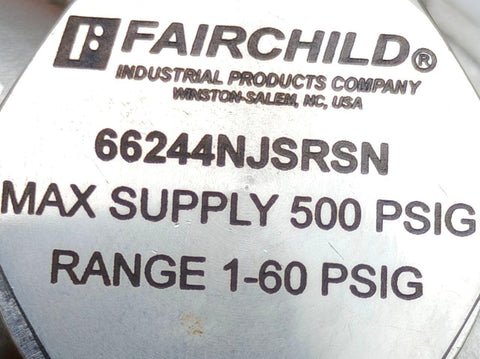 FAIRCHILD®
INDUSTRIAL PRODUCTS COMPANY
WINSTON-SALEM, NC, USA
66244NJSRSN
MAX SUPPLY 500 PSIG
RANGE 1-60 PSIG